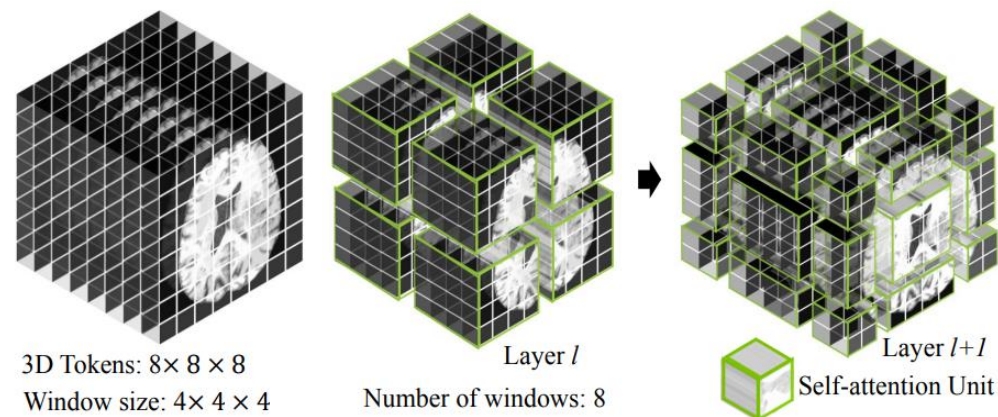 3D Tokens: 8× 8 × 8
Window size: 4× 4 × 4
Layer l
Number of windows: 8
Layer l+1
Self-attention Unit